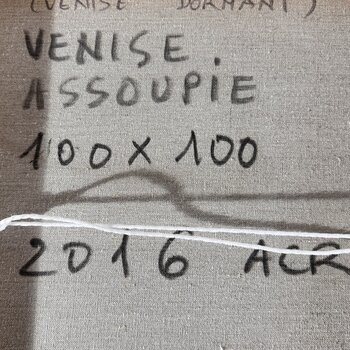 (VENISE DORMANT)
VENISE.
ASSOUPIE
100 x 100
2016 ACR